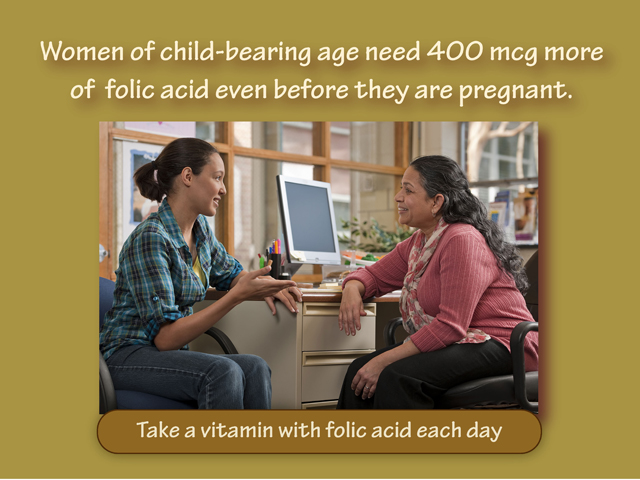 Women of child-bearing age need 400 mcg more
of folic acid even before they are pregnant.
Take a vitamin with folic acid each day